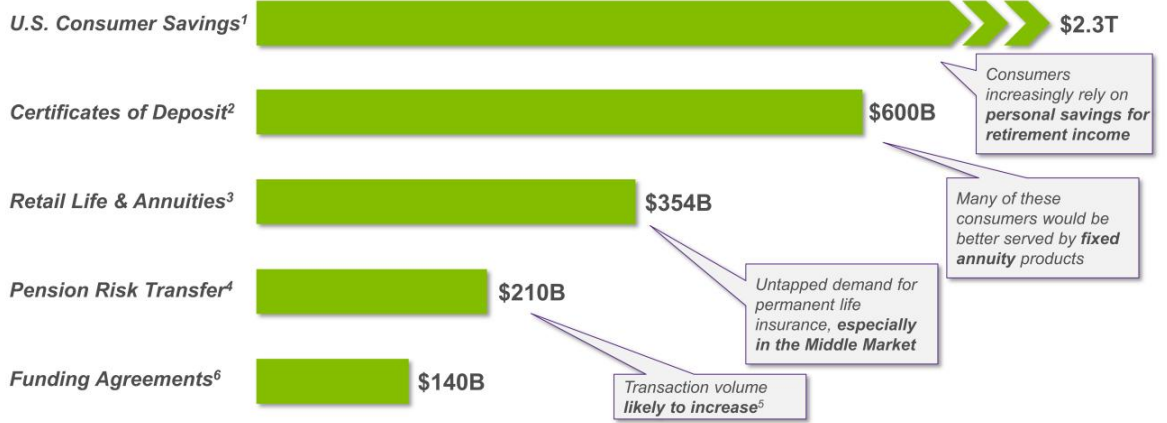 U.S. Consumer Savings1
$2.3T
Consumers
increasingly rely on
personal savings for
retirement income
Certificates of Deposit2
$600B
Many of these
consumers would be
better served by fixed
annuity products
Retail Life & Annuities3
$354B
Untapped demand for
permanent life
insurance, especially
in the Middle Market
Pension Risk Transfer4
$210B
Transaction volume
likely to increase5
Funding Agreements6
$140B